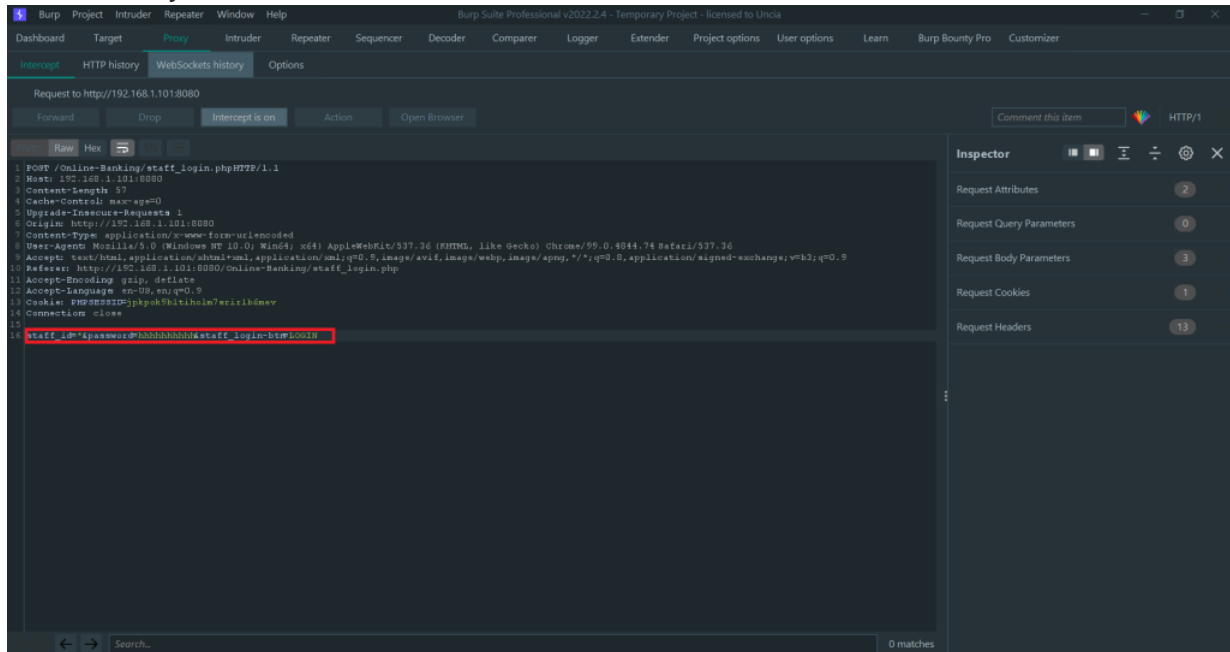 Burp Project Intruder Repeater Window Help
Burp Suite Professional v2022.2.4 - Temporary Project - licensed to Uncia
Dashboard Target Proxy Intruder Repeater Sequencer Decoder Comparer Logger Extender Project options User options Learn Burp Bounty Pro Customizer
Intercept HTTP history WebSockets history Options
Request to http://192.168.1.101:8080
Forward Drop Intercept is on Action Open Browser Comment this item HTTP/1
Pretty Raw Hex
Inspector
1 POST /Online-Banking/staff_login.phpHTTP/1.1
2 Host: 192.168.1.101:8080
3 Content-Length: 57
4 Cache-Control: max-age=0
5 Upgrade-Insecure-Requests 1
6 Origin: http://192.168.1.101:8080
7 Content-Type: application/x-www-form-urlencoded
8 User-Agent: Mozilla/5.0 (Windows NT 10.0; Win64; x64) AppleWebKit/537.36 (KHTML, like Gecko) Chrome/99.0.4844.74 Safari/537.36
9 Accept: text/html,application/xhtml+xml,application/xml;q=0.9,image/avif,image/webp,image/apng,*/*;q=0.8,application/signed-exchange;v=b3;q=0.9
10 Referer: http://192.168.1.101:8080/Online-Banking/staff_login.php
11 Accept-Encoding: gzip, deflate
12 Accept-Language: en-US,en;q=0.9
13 Cookie: PHPSESSID=
14 Connection: close
15
16 staff_id=*&password=hhhhhhhhhh&staff_login-btn=LOGIN
Request Attributes 2
Request Query Parameters 0
Request Body Parameters 3
Request Cookies 1
Request Headers 13
Search...
0 matches